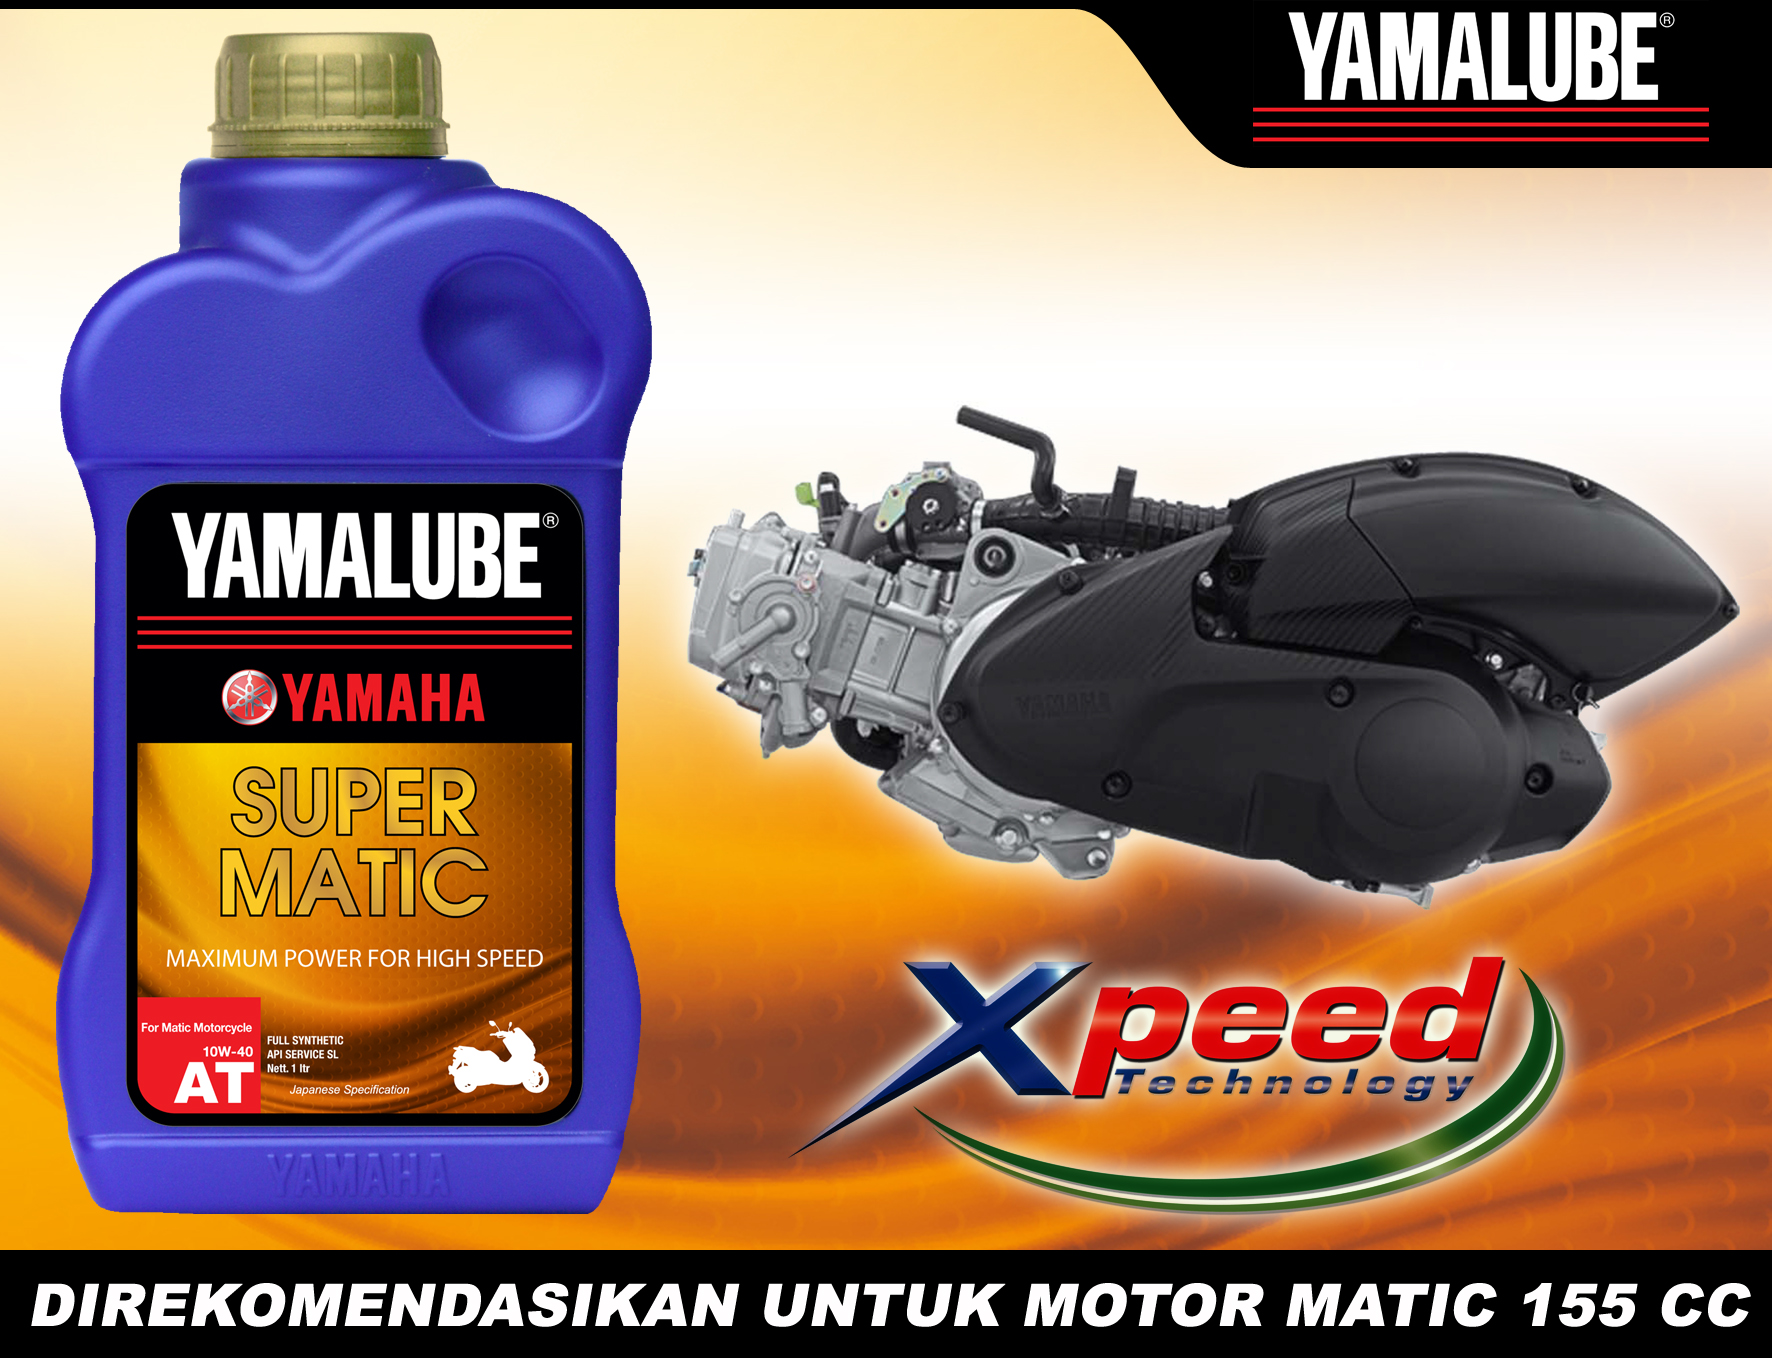 YAMALUBE®
YAMALUBE®
YAMAHA
SUPER
MATIC
MAXIMUM POWER FOR HIGH SPEED
For Matic Motorcycle
10W-40
AT
FULL SYNTHETIC
API SERVICE SL
Nett. 1 ltr
Japanese Specification
YAMAHA
YAMAHA
Xpeed
Technology
DIREKOMENDASIKAN UNTUK MOTOR MATIC 155 CC